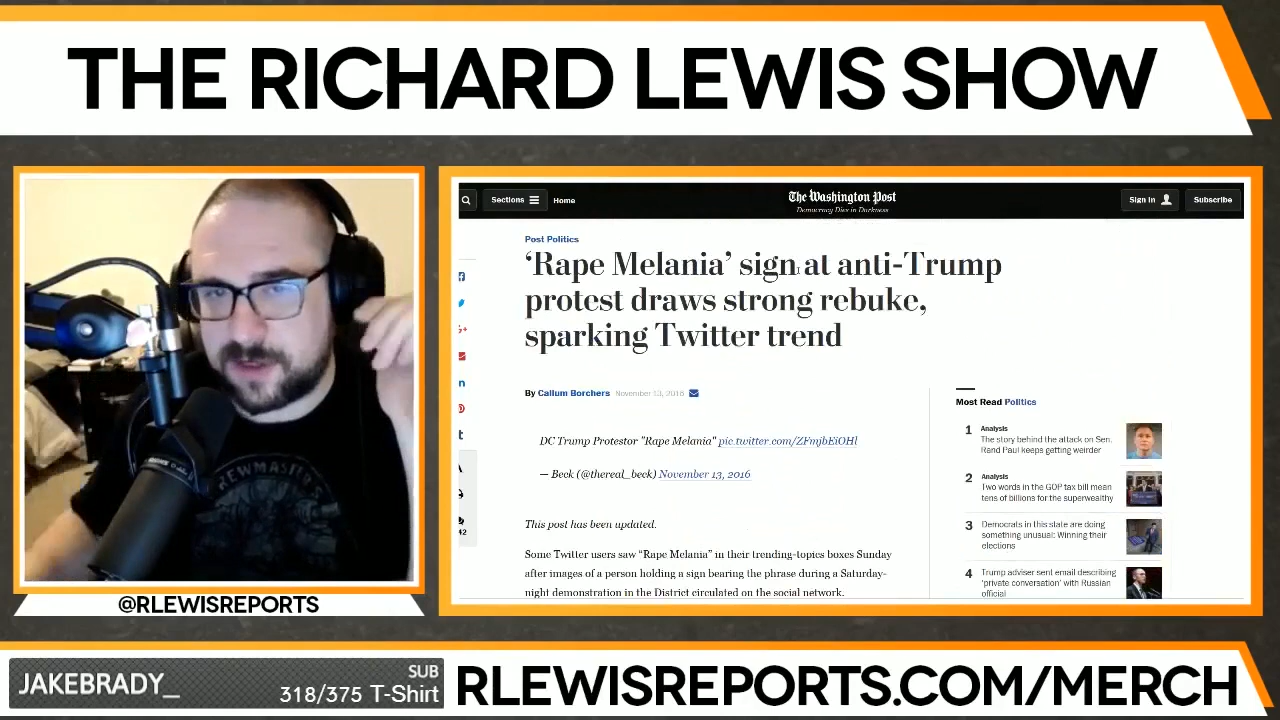 THE RICHARD LEWIS SHOW
Sections
Home
The Washington Post
Democracy Dies in Darkness
Sign In
Subscribe
Post Politics
‘Rape Melania’ sign at anti-Trump
protest draws strong rebuke,
sparking Twitter trend
By Callum Borchers November 13, 2016
DC Trump Protestor "Rape Melania" pic.twitter.com/ZFmjbEiOHl
— Beck (@thereal_beck) November 13, 2016
This post has been updated.
Some Twitter users saw “Rape Melania” in their trending-topics boxes Sunday
after images of a person holding a sign bearing the phrase during a Saturday-
night demonstration in the District circulated on the social network.
Most Read Politics
1 Analysis
The story behind the attack on Sen.
Rand Paul keeps getting weirder
2 Analysis
Two words in the GOP tax bill mean
tens of billions for the superwealthy
3 Democrats in this state are doing
something unusual: Winning their
elections
4 Trump adviser sent email describing
‘private conversation’ with Russian
official
@RLEWISREPORTS
JAKEBRADY_
SUB
318/375 T-Shirt
RLEWISREPORTS.COM/MERCH